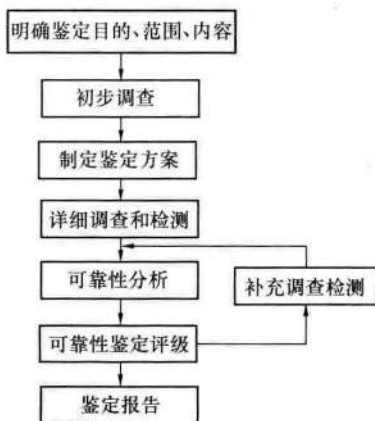 明确鉴定目的、范围、内容
初步调查
制定鉴定方案
详细调查和检测
可靠性分析
补充调查检测
可靠性鉴定评级
鉴定报告